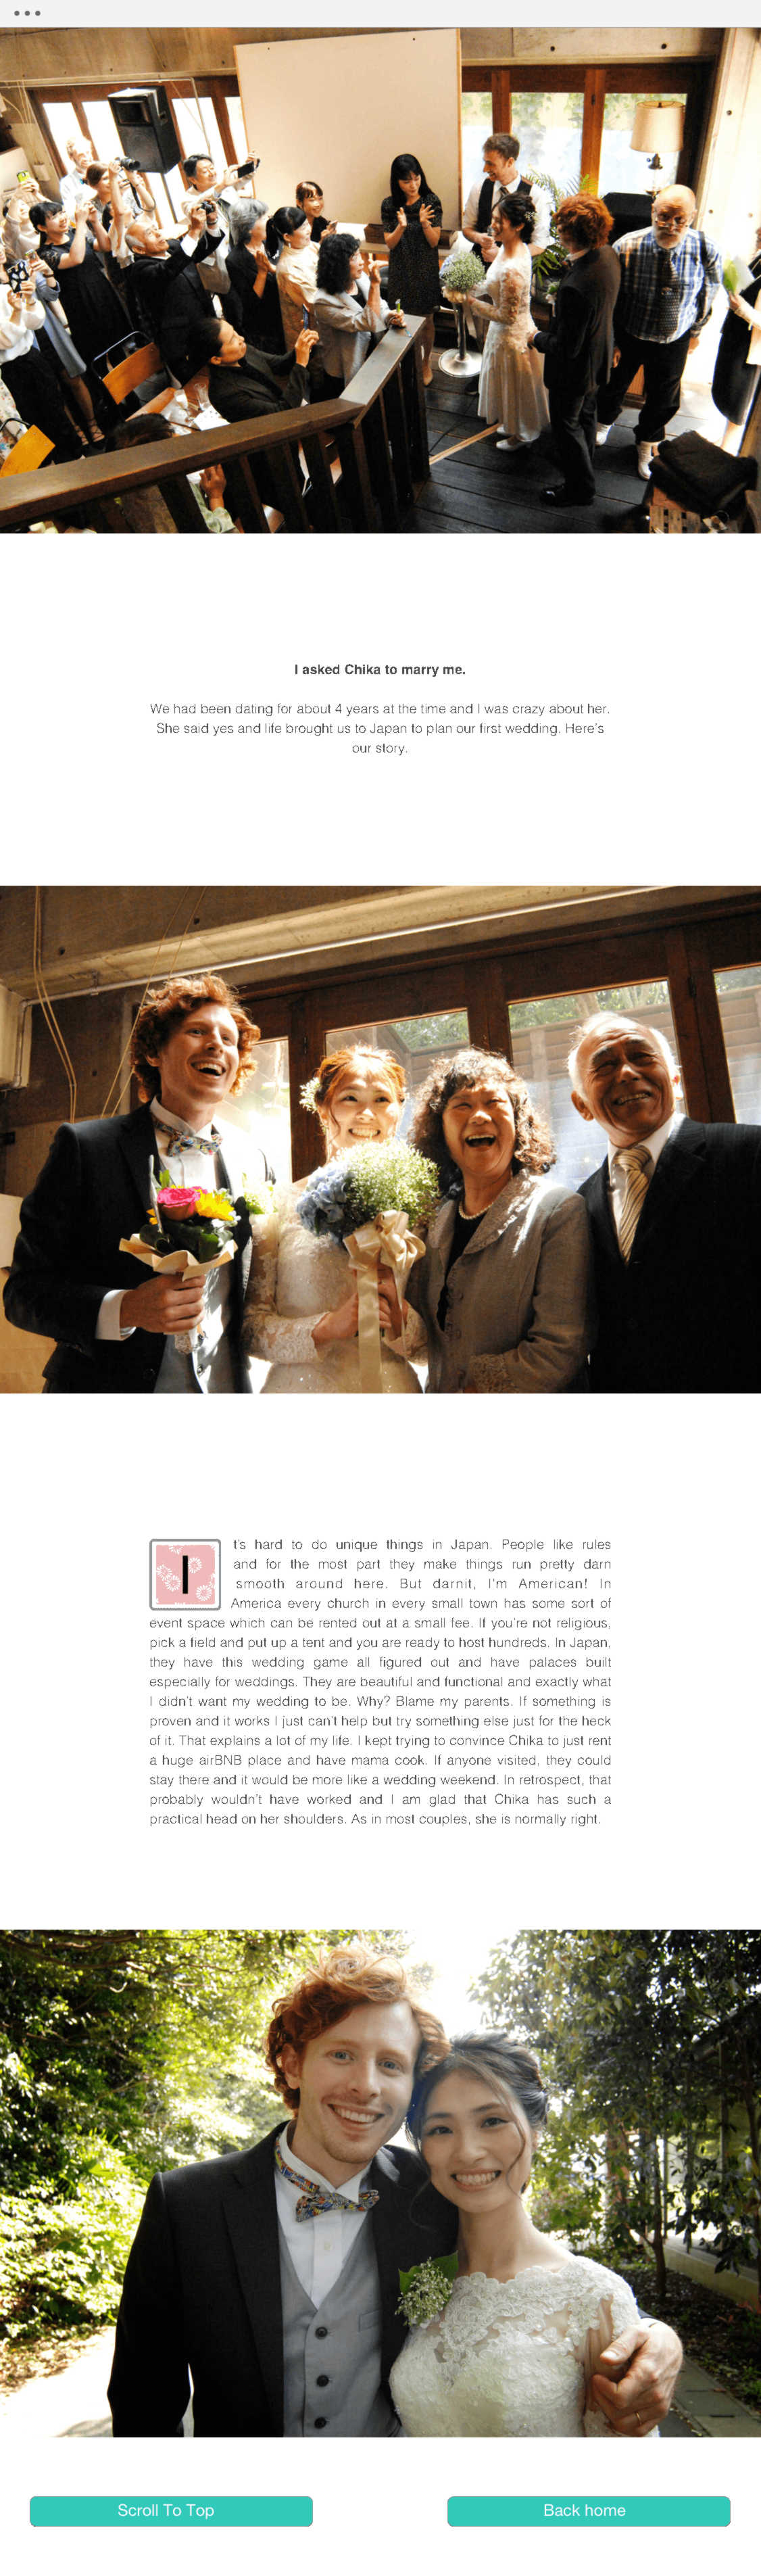 I asked Chika to marry me.
We had been dating for about 4 years at the time and I was crazy about her.
She said yes and life brought us to Japan to plan our first wedding. Here's
our story.
It's hard to do unique things in Japan. People like rules
and for the most part they make things run pretty darn
smooth around here. But darnit, I'm American! In
America every church in every small town has some sort of
event space which can be rented out at a small fee. If you're not religious,
pick a field and put up a tent and you are ready to host hundreds. In Japan,
they have this wedding game all figured out and have palaces built
especially for weddings. They are beautiful and functional and exactly what
I didn't want my wedding to be. Why? Blame my parents. If something is
proven and it works I just can't help but try something else just for the heck
of it. That explains a lot of my life. I kept trying to convince Chika to just rent
a huge airBNB place and have mama cook. If anyone visited, they could
stay there and it would be more like a wedding weekend. In retrospect, that
probably wouldn't have worked and I am glad that Chika has such a
practical head on her shoulders. As in most couples, she is normally right.
Scroll To Top
Back home